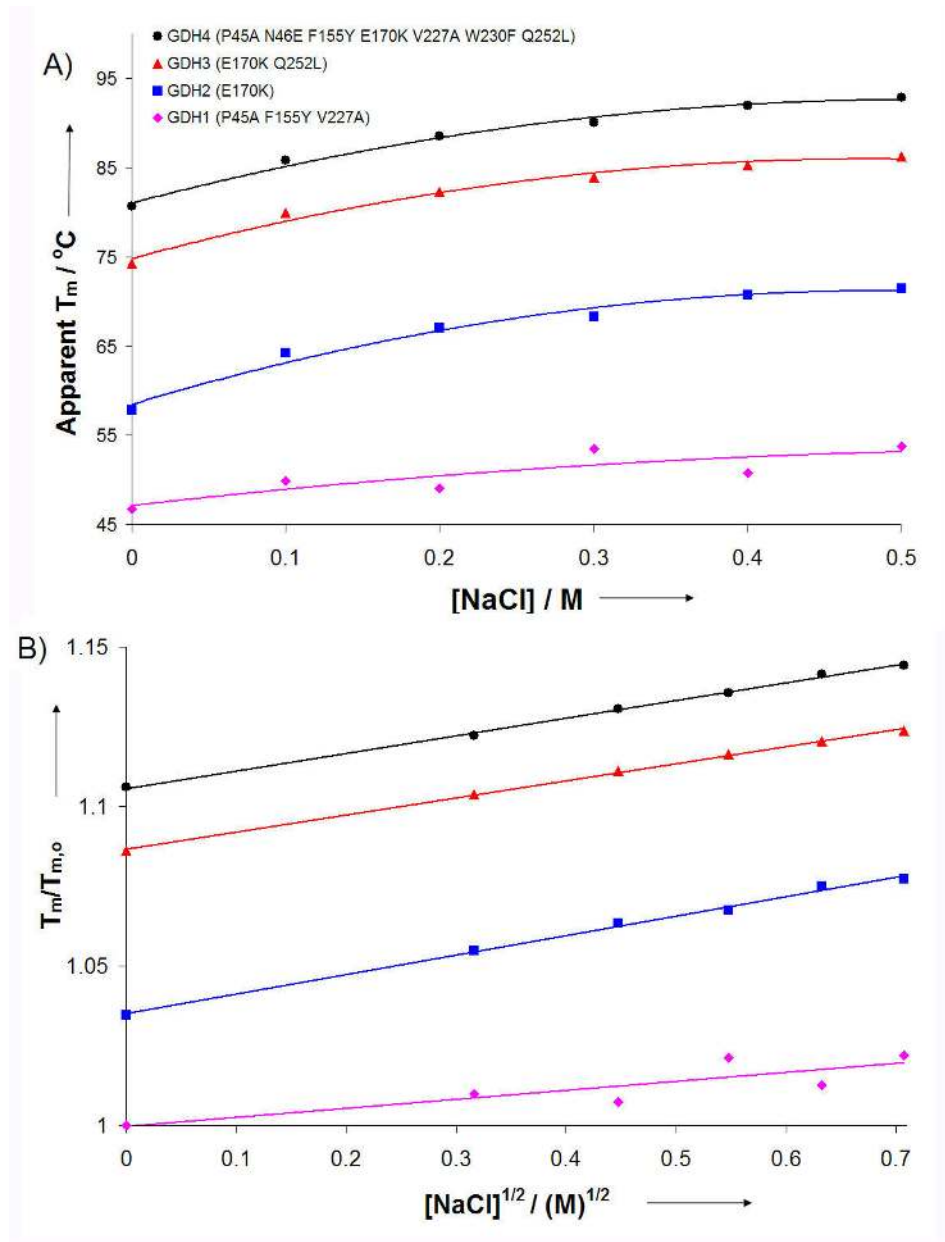 A)
GDH4 (P45A N46E F155Y E170K V227A W230F Q252L)
GDH3 (E170K Q252L)
GDH2 (E170K)
GDH1 (P45A F155Y V227A)
95
85
75
65
55
45
Apparent Tm / °C
0 0.1 0.2 0.3 0.4 0.5
[NaCl] / M
B)
1.15
1.1
1.05
1
Tm/Tm,o
0 0.1 0.2 0.3 0.4 0.5 0.6 0.7
[NaCl]1/2 / (M)1/2